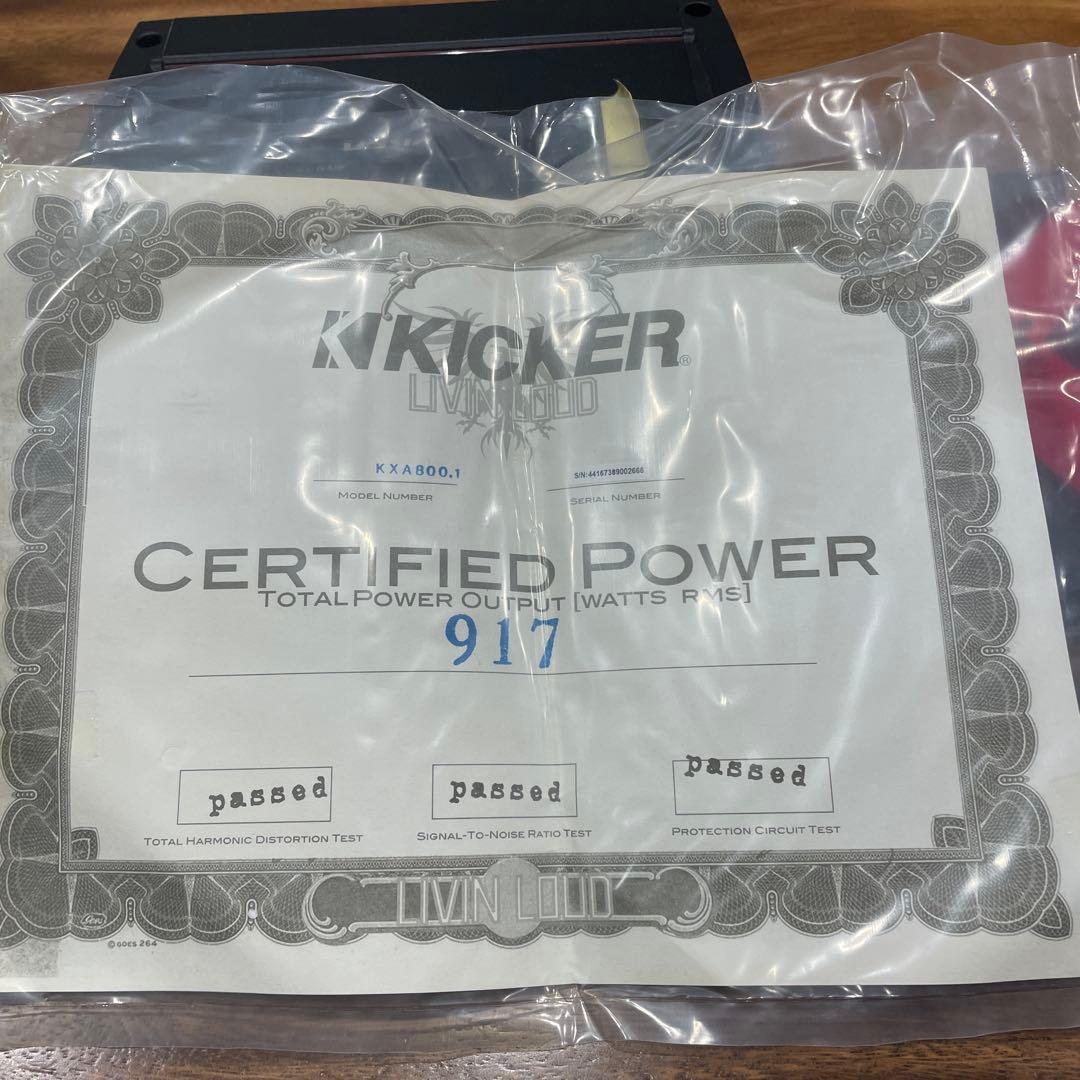 KICKER®
LIVIN LOUD
KXA800.1
MODEL NUMBER
S/N:44167389002666
SERIAL NUMBER
CERTIFIED POWER
TOTAL POWER OUTPUT [WATTS RMS]
917
passed passed passed
TOTAL HARMONIC DISTORTION TEST SIGNAL-TO-NOISE RATIO TEST PROTECTION CIRCUIT TEST
LIVIN LOUD
© GOES 264